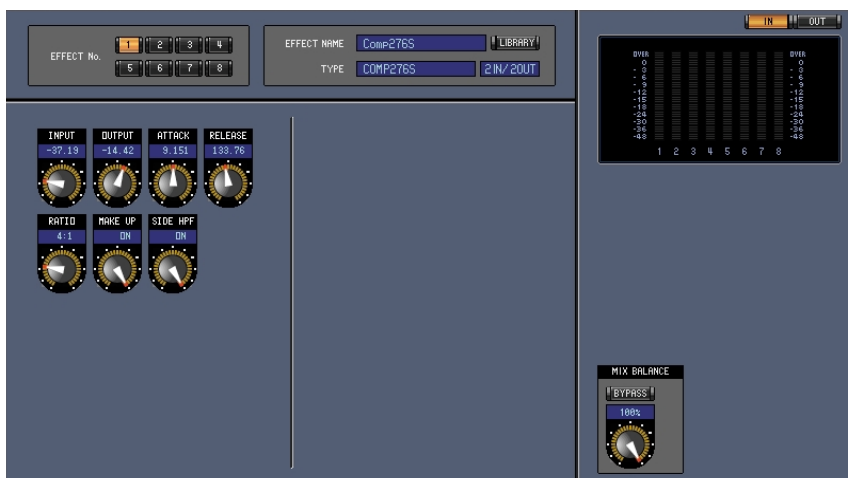 EFFECT No.
1 2 3 4
5 6 7 8
EFFECT NAME Comp276S LIBRARY
TYPE COMP276S 2IN/2OUT
IN OUT
OVER OVER
0 0
-3 -3
-6 -6
-9 -9
-12 -12
-15 -15
-18 -18
-24 -24
-30 -30
-36 -36
-48 -48
1 2 3 4 5 6 7 8
INPUT OUTPUT ATTACK RELEASE
-37.19 -14.42 9.151 133.76
RATIO MAKE UP SIDE HPF
4:1 ON ON
MIX BALANCE
BYPASS
100%